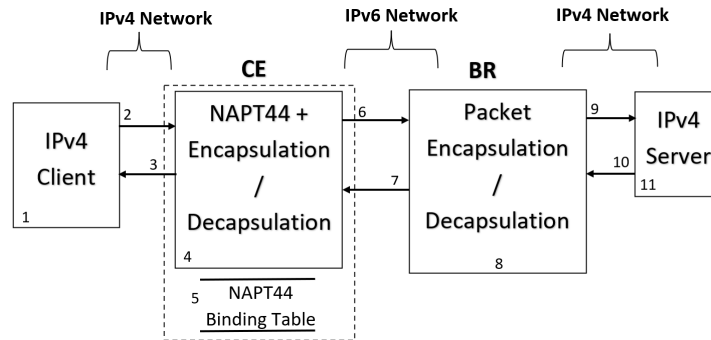 IPv4 Network
IPv6 Network
IPv4 Network
CE
BR
IPv4
Client
1
2
3
NAPT44 +
Encapsulation
/
Decapsulation
4
5
NAPT44
Binding Table
6
7
Packet
Encapsulation
/
Decapsulation
8
9
10
IPv4
Server
11